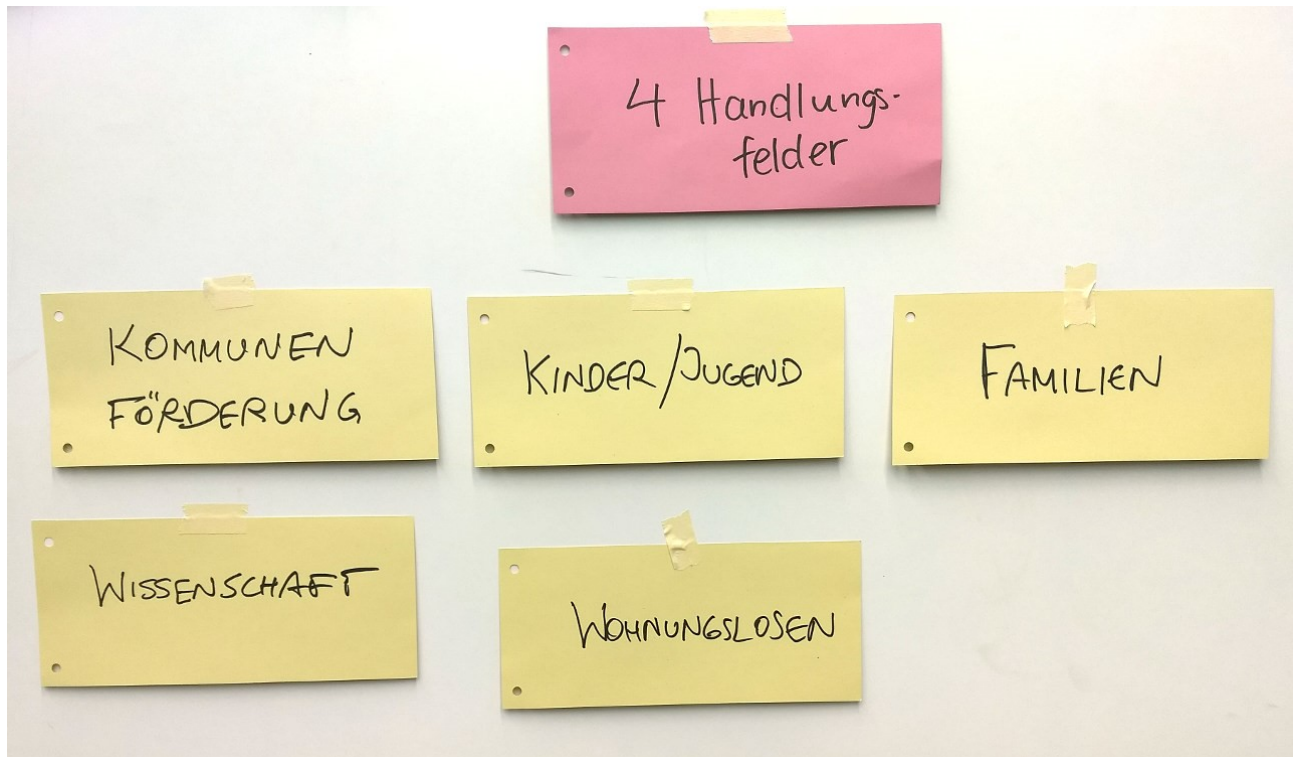 4 Handlungs-
felder
KOMMUNEN
FÖRDERUNG
KINDER/JUGEND
FAMILIEN
WISSENSCHAFT
WOHNUNGSLOSEN